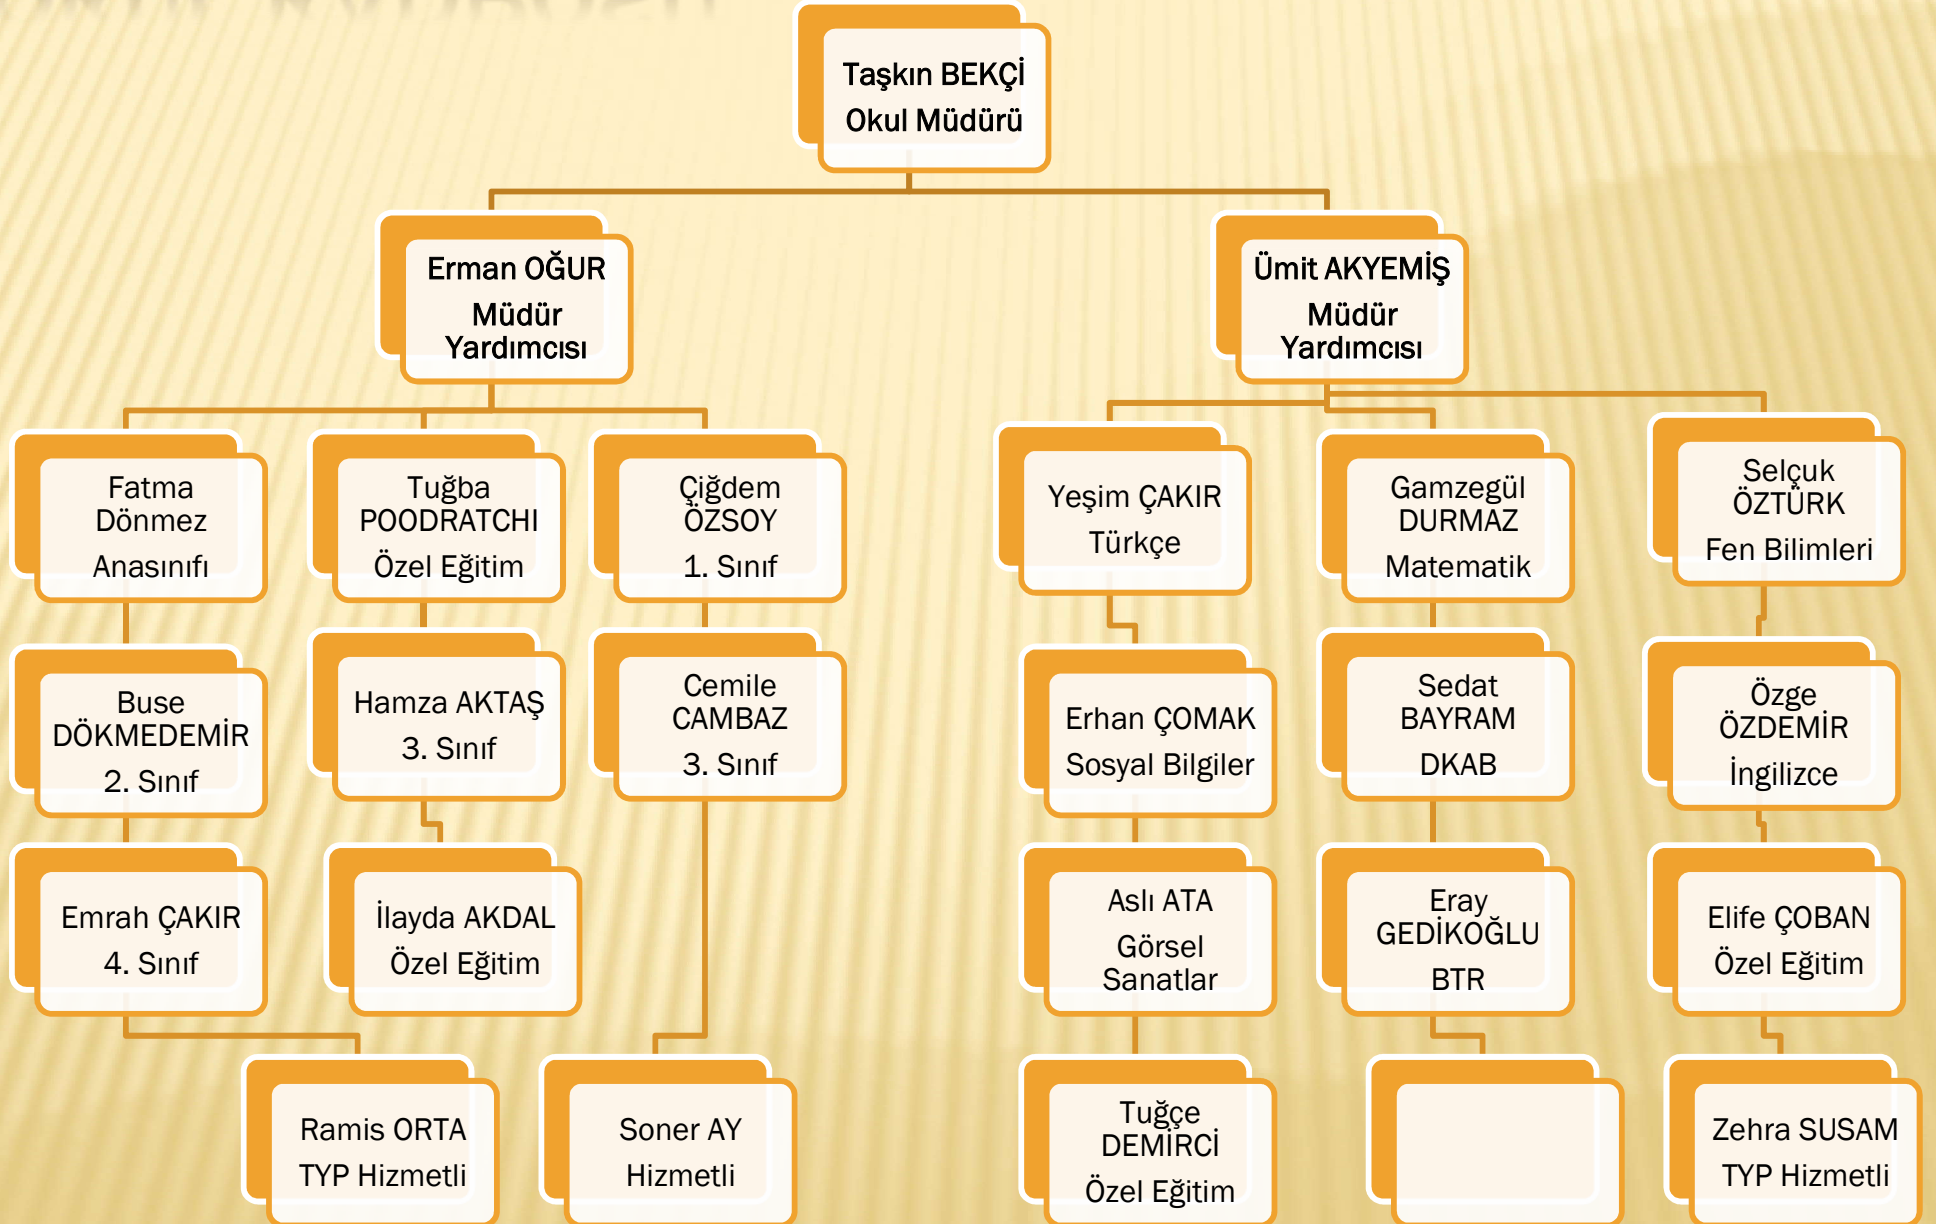 Taşkın BEKÇİ
Okul Müdürü
Erman OĞUR
Müdür
Yardımcısı
Ümit AKYEMİŞ
Müdür
Yardımcısı
Fatma
Dönmez
Anasınıfı
Tuğba
POODRATCHI
Özel Eğitim
Çiğdem
ÖZSOY
1. Sınıf
Yeşim ÇAKIR
Türkçe
Gamzegül
DURMAZ
Matematik
Selçuk
ÖZTÜRK
Fen Bilimleri
Buse
DÖKMEDEMİR
2. Sınıf
Hamza AKTAŞ
3. Sınıf
Cemile
CAMBAZ
3. Sınıf
Erhan ÇOMAK
Sosyal Bilgiler
Sedat
BAYRAM
DKAB
Özge
ÖZDEMİR
İngilizce
Emrah ÇAKIR
4. Sınıf
İlayda AKDAL
Özel Eğitim
Aslı ATA
Görsel
Sanatlar
Eray
GEDİKOĞLU
BTR
Elife ÇOBAN
Özel Eğitim
Ramis ORTA
TYP Hizmetli
Soner AY
Hizmetli
Tuğçe
DEMİRCİ
Özel Eğitim
Zehra SUSAM
TYP Hizmetli